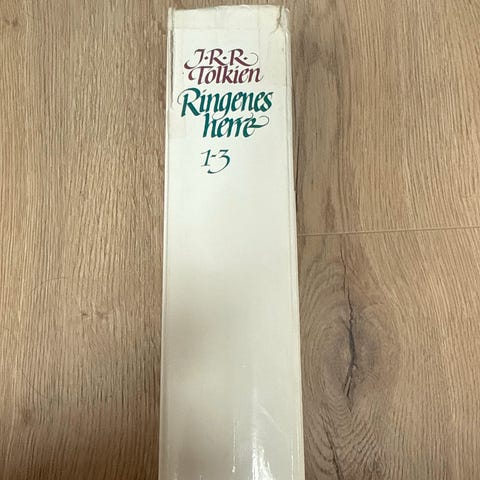 J·R·R·
Tolkien
Ringenes
herre
1-3